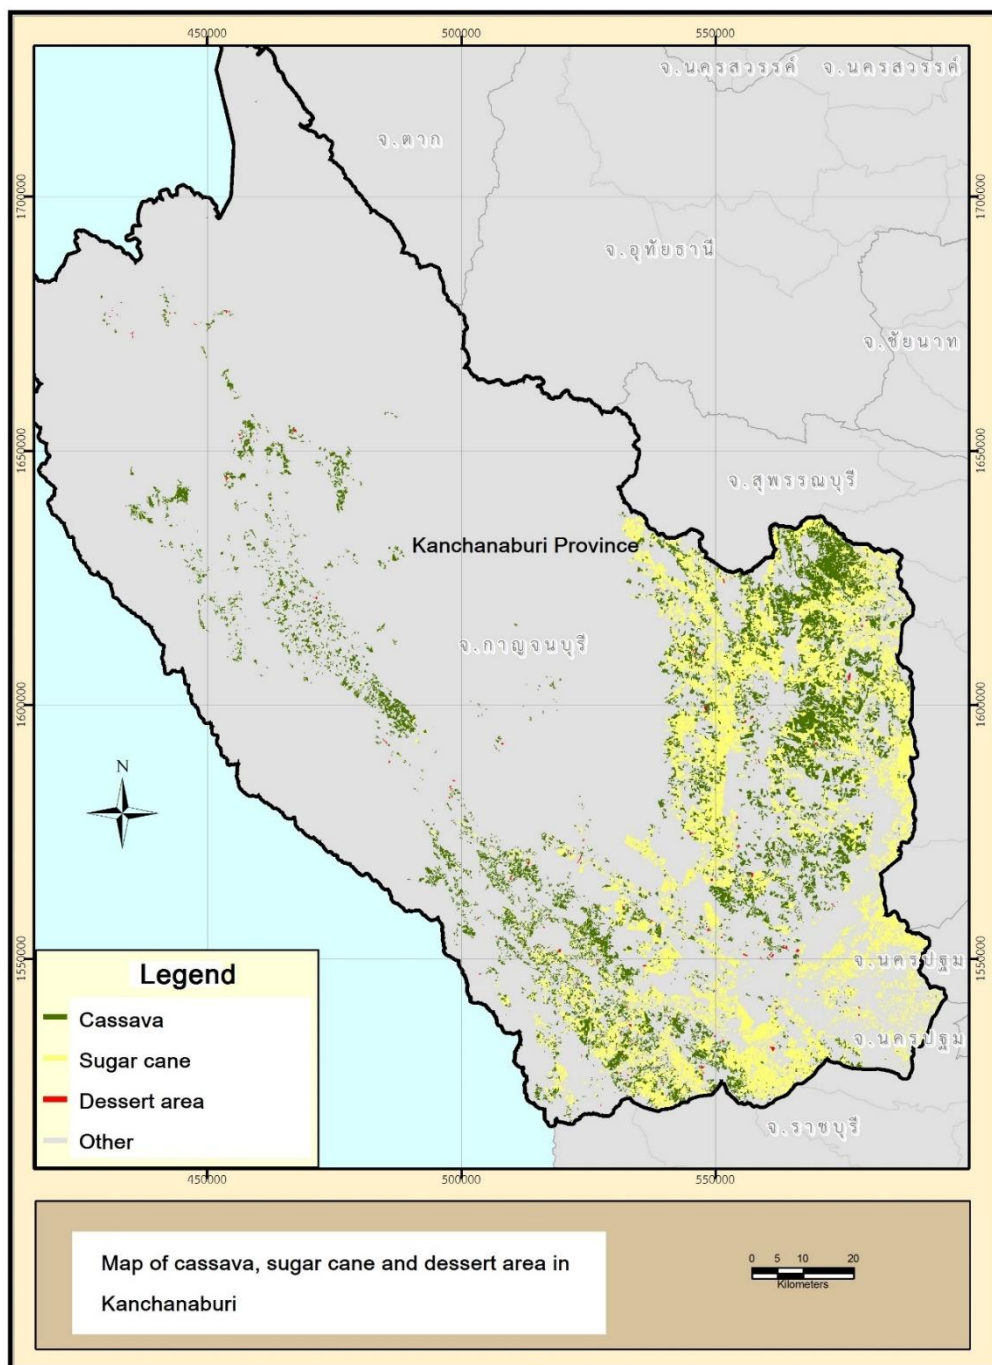 450000 500000 550000
จ.นครสวรรค์ จ.นครสวรรค์
จ.ตาก
1700000 1700000
จ.อุทัยธานี
จ.ชัยนาท
1650000 1650000
จ.สุพรรณบุรี
Kanchanaburi Province
จ.กาญจนบุรี
1600000 1600000
N
1550000 1550000
จ.นครปฐม
Legend
Cassava
Sugar cane
Dessert area
Other
จ.นครปฐม
จ.ราชบุรี
450000 500000 550000
Map of cassava, sugar cane and dessert area in
Kanchanaburi
0 5 10 20
Kilometers